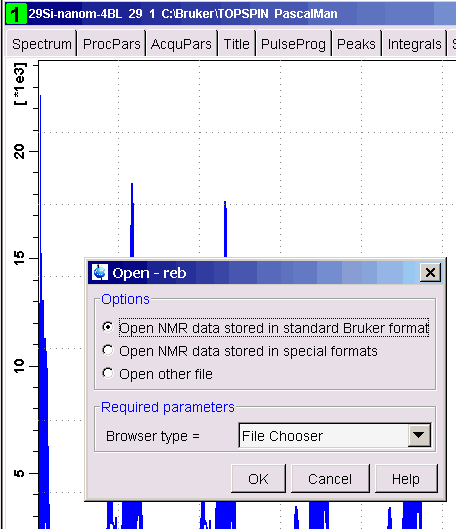 1 29Si-nanom-4BL 29 1 C:\Bruker\TOPSPIN PascalMan
Spectrum ProcPars AcquPars Title PulseProg Peaks Integrals S
[*1e3]
20
15
Open - reb
Options
Open NMR data stored in standard Bruker format
Open NMR data stored in special formats
Open other file
10
Required parameters
Browser type = File Chooser
5
OK Cancel Help